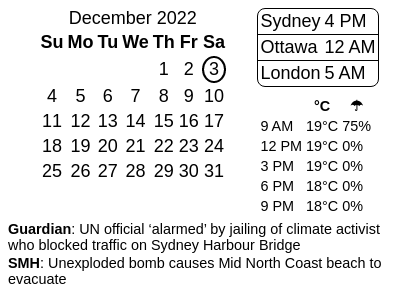 December 2022
Su Mo Tu We Th Fr Sa
1 2 3
4 5 6 7 8 9 10
11 12 13 14 15 16 17
18 19 20 21 22 23 24
25 26 27 28 29 30 31
Sydney 4 PM
Ottawa 12 AM
London 5 AM
°C ☂
9 AM 19°C 75%
12 PM 19°C 0%
3 PM 19°C 0%
6 PM 18°C 0%
9 PM 18°C 0%
Guardian: UN official ‘alarmed’ by jailing of climate activist
who blocked traffic on Sydney Harbour Bridge
SMH: Unexploded bomb causes Mid North Coast beach to
evacuate